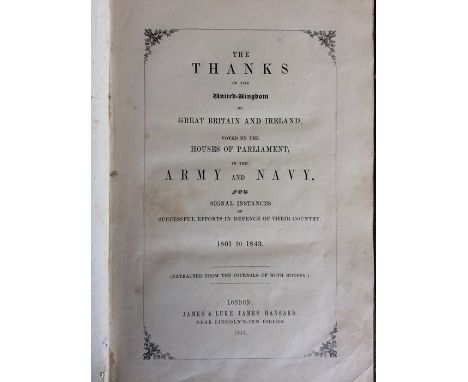 THE
THANKS
OF THE
United-Kingdom
OF
GREAT BRITAIN AND IRELAND,
VOTED BY THE
HOUSES OF PARLIAMENT,
TO THE
ARMY AND NAVY,
FOR
SIGNAL INSTANCES
OF
SUCCESSFUL EFFORTS IN DEFENCE OF THEIR COUNTRY.
1801 TO 1843.
(EXTRACTED FROM THE JOURNALS OF BOTH HOUSES.)
LONDON:
JAMES & LUKE JAMES HANSARD,
NEAR LINCOLN'S-INN FIELDS.
1844.